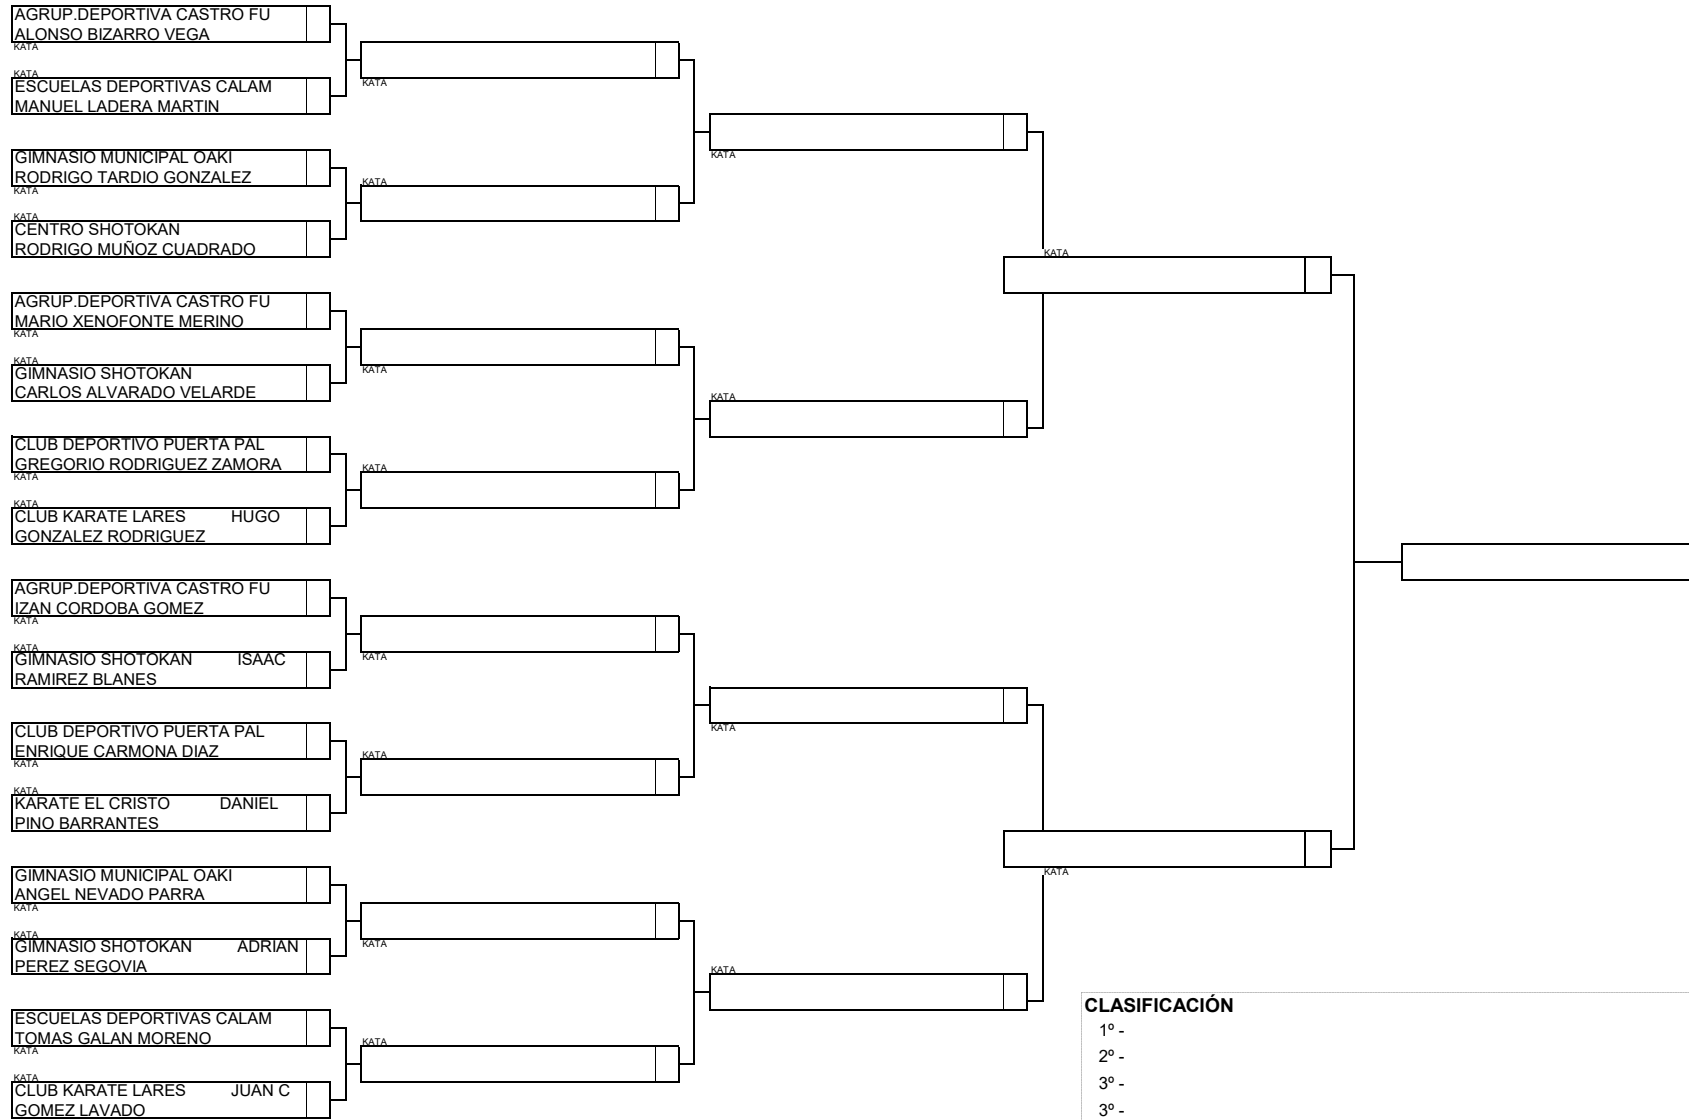 AGRUP.DEPORTIVA CASTRO FU
ALONSO BIZARRO VEGA
KATA
KATA
KATA
ESCUELAS DEPORTIVAS CALAM
MANUEL LADERA MARTIN
KATA
GIMNASIO MUNICIPAL OAKI
RODRIGO TARDIO GONZALEZ
KATA
KATA
KATA
CENTRO SHOTOKAN
RODRIGO MUÑOZ CUADRADO
KATA
AGRUP.DEPORTIVA CASTRO FU
MARIO XENOFONTE MERINO
KATA
KATA
KATA
GIMNASIO SHOTOKAN
CARLOS ALVARADO VELARDE
KATA
CLUB DEPORTIVO PUERTA PAL
GREGORIO RODRIGUEZ ZAMORA
KATA
KATA
KATA
CLUB KARATE LARES HUGO
GONZALEZ RODRIGUEZ
AGRUP.DEPORTIVA CASTRO FU
IZAN CORDOBA GOMEZ
KATA
KATA
KATA
GIMNASIO SHOTOKAN ISAAC
RAMIREZ BLANES
KATA
CLUB DEPORTIVO PUERTA PAL
ENRIQUE CARMONA DIAZ
KATA
KATA
KATA
KARATE EL CRISTO DANIEL
PINO BARRANTES
KATA
GIMNASIO MUNICIPAL OAKI
ANGEL NEVADO PARRA
KATA
KATA
KATA
GIMNASIO SHOTOKAN ADRIAN
PEREZ SEGOVIA
KATA
ESCUELAS DEPORTIVAS CALAM
TOMAS GALAN MORENO
KATA
KATA
KATA
CLUB KARATE LARES JUAN C
GOMEZ LAVADO
CLASIFICACIÓN
1º -
2º -
3º -
3º -